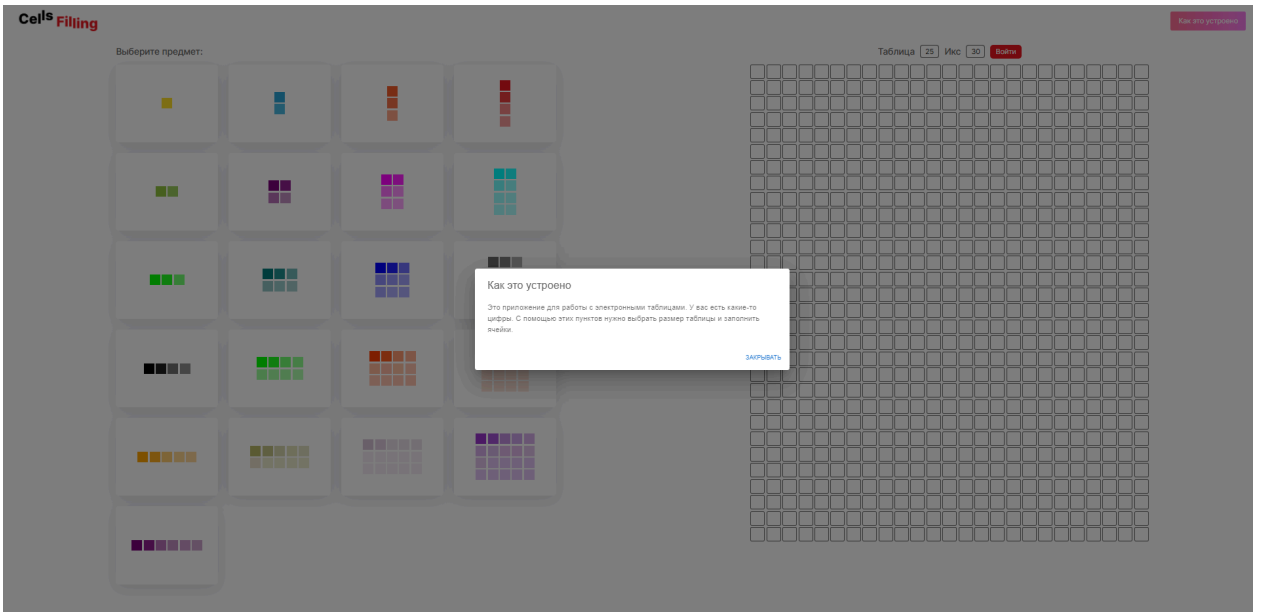 Cells Filling
Как это устроено
Выберите предмет:
Таблица 25 Икс 30 Войти
Как это устроено
Это приложение для работы с электронными таблицами. У вас есть какие-то
цифры. С помощью этих пунктов нужно выбрать размер таблицы и заполнить
ячейки.
ЗАКРЫВАТЬ